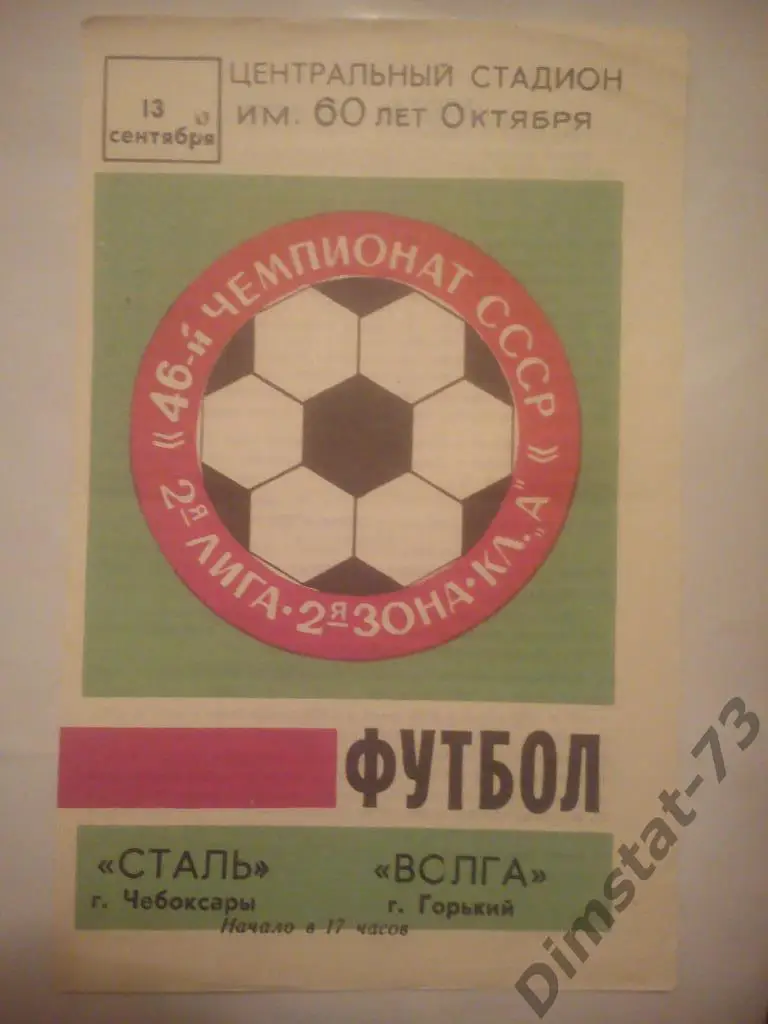 13
сентября
ЦЕНТРАЛЬНЫЙ СТАДИОН
ИМ. 60 ЛЕТ ОКТЯБРЯ
«46-й ЧЕМПИОНАТ СССР»
2я ЛИГА · 2я ЗОНА · КЛ. „А"
ФУТБОЛ
«СТАЛЬ»
г. Чебоксары
«ВОЛГА»
г. Горький
Начало в 17 часов
Dimstat-73